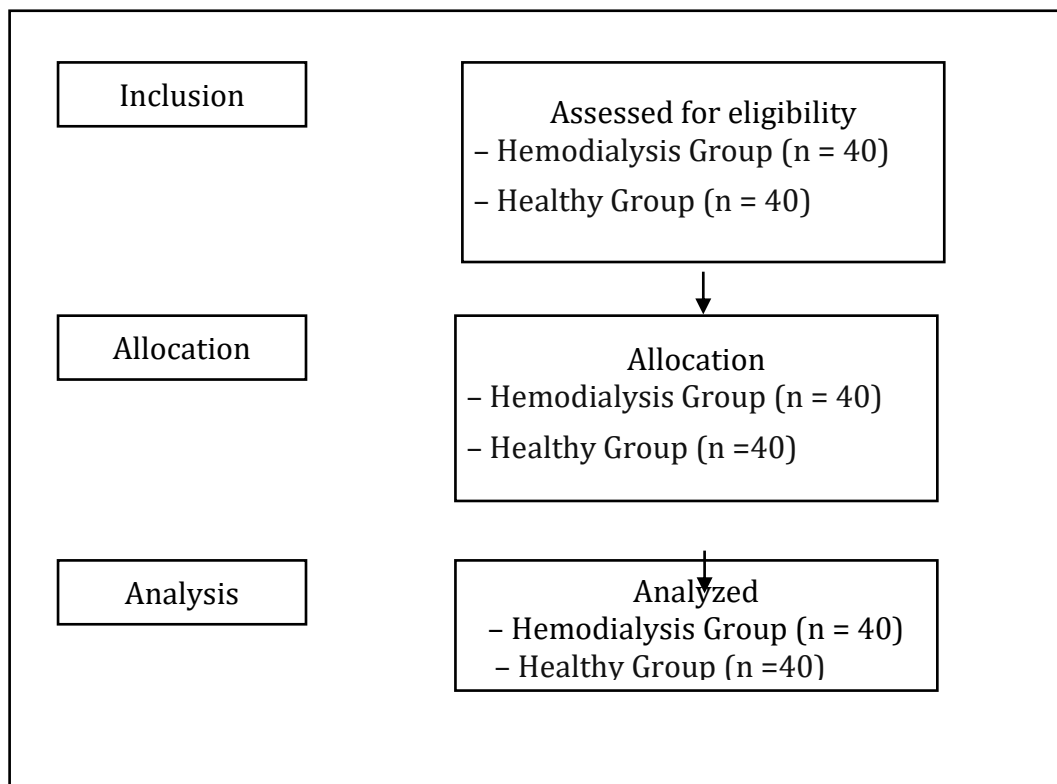 Inclusion
Assessed for eligibility
– Hemodialysis Group (n = 40)
– Healthy Group (n = 40)
Allocation
Allocation
– Hemodialysis Group (n = 40)
– Healthy Group (n =40)
Analysis
Analyzed
– Hemodialysis Group (n = 40)
– Healthy Group (n =40)